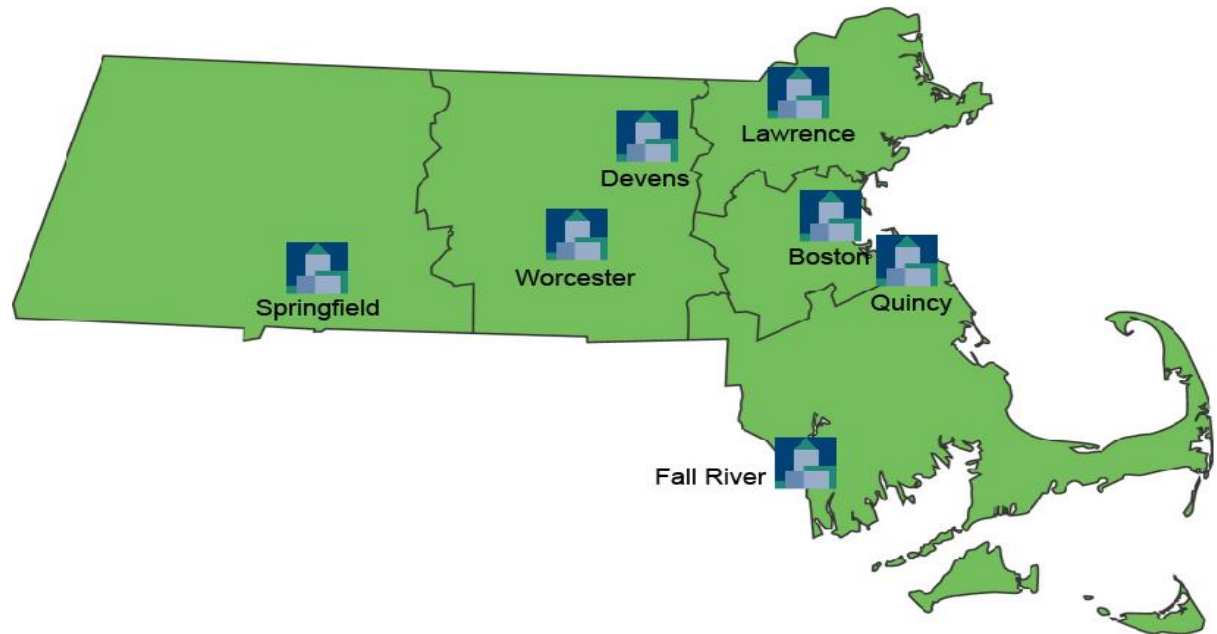 Lawrence
Devens
Boston
Worcester
Quincy
Springfield
Fall River